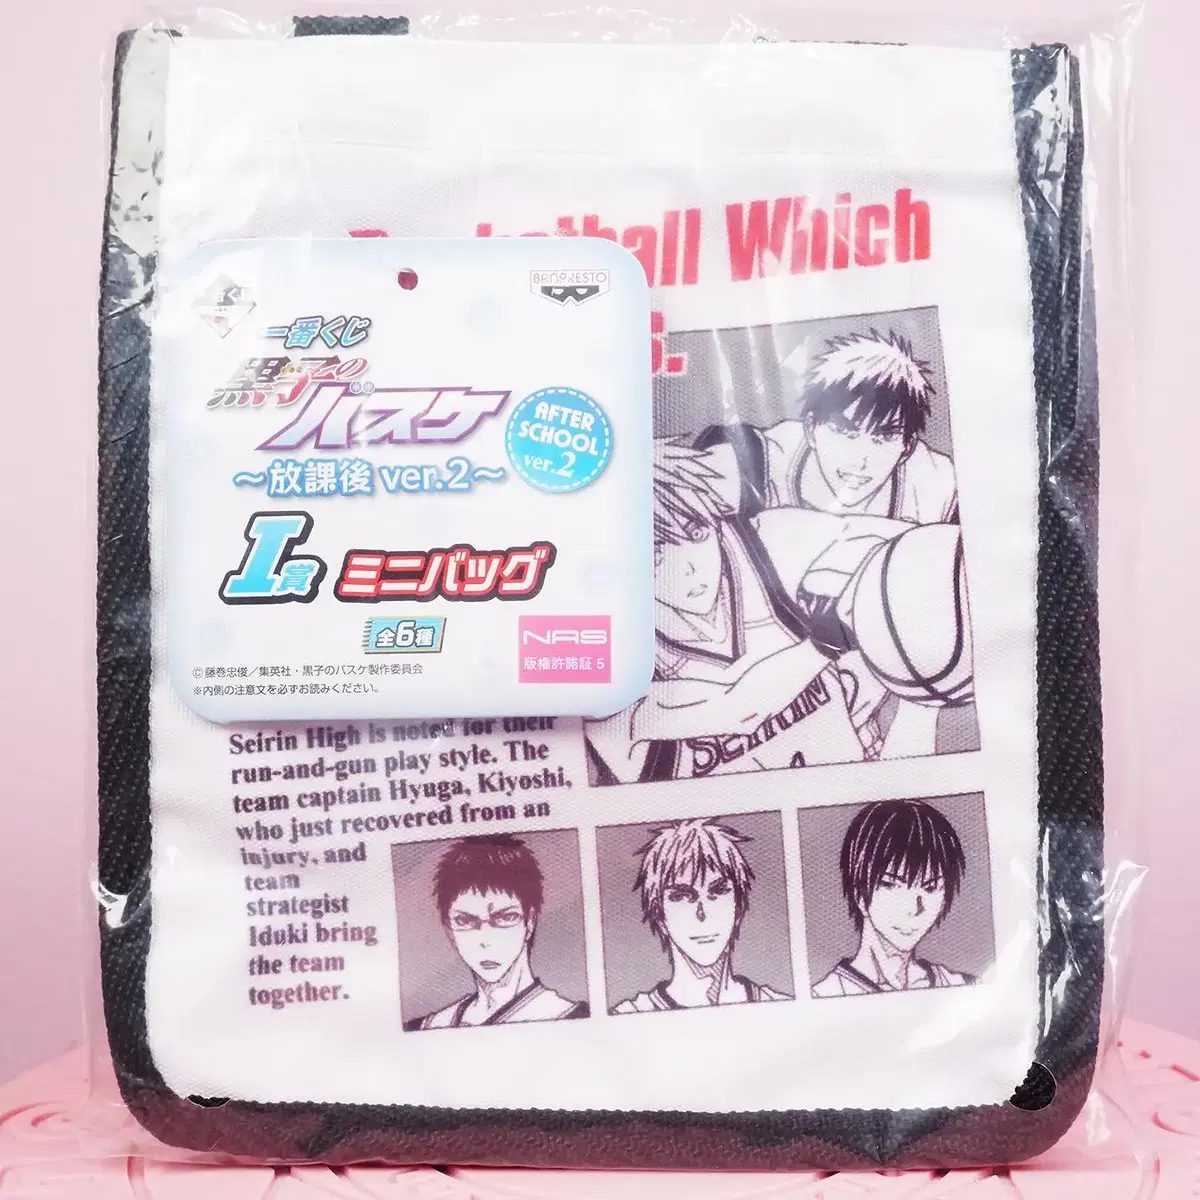 Basketball Which
s.
BANPRESTO
一番くじ
黒子の
バスケ
～放課後 ver.2～
AFTER
SCHOOL
ver.2
I賞 ミニバッグ
全6種
NAS
版権許諾証 5
©藤巻忠俊／集英社・黒子のバスケ製作委員会
※内側の注意文を必ずお読みください。
SEIRIN
Seirin High is noted for their
run-and-gun play style. The
team captain Hyuga, Kiyoshi,
who just recovered from an
injury, and
team
strategist
Iduki bring
the team
together.